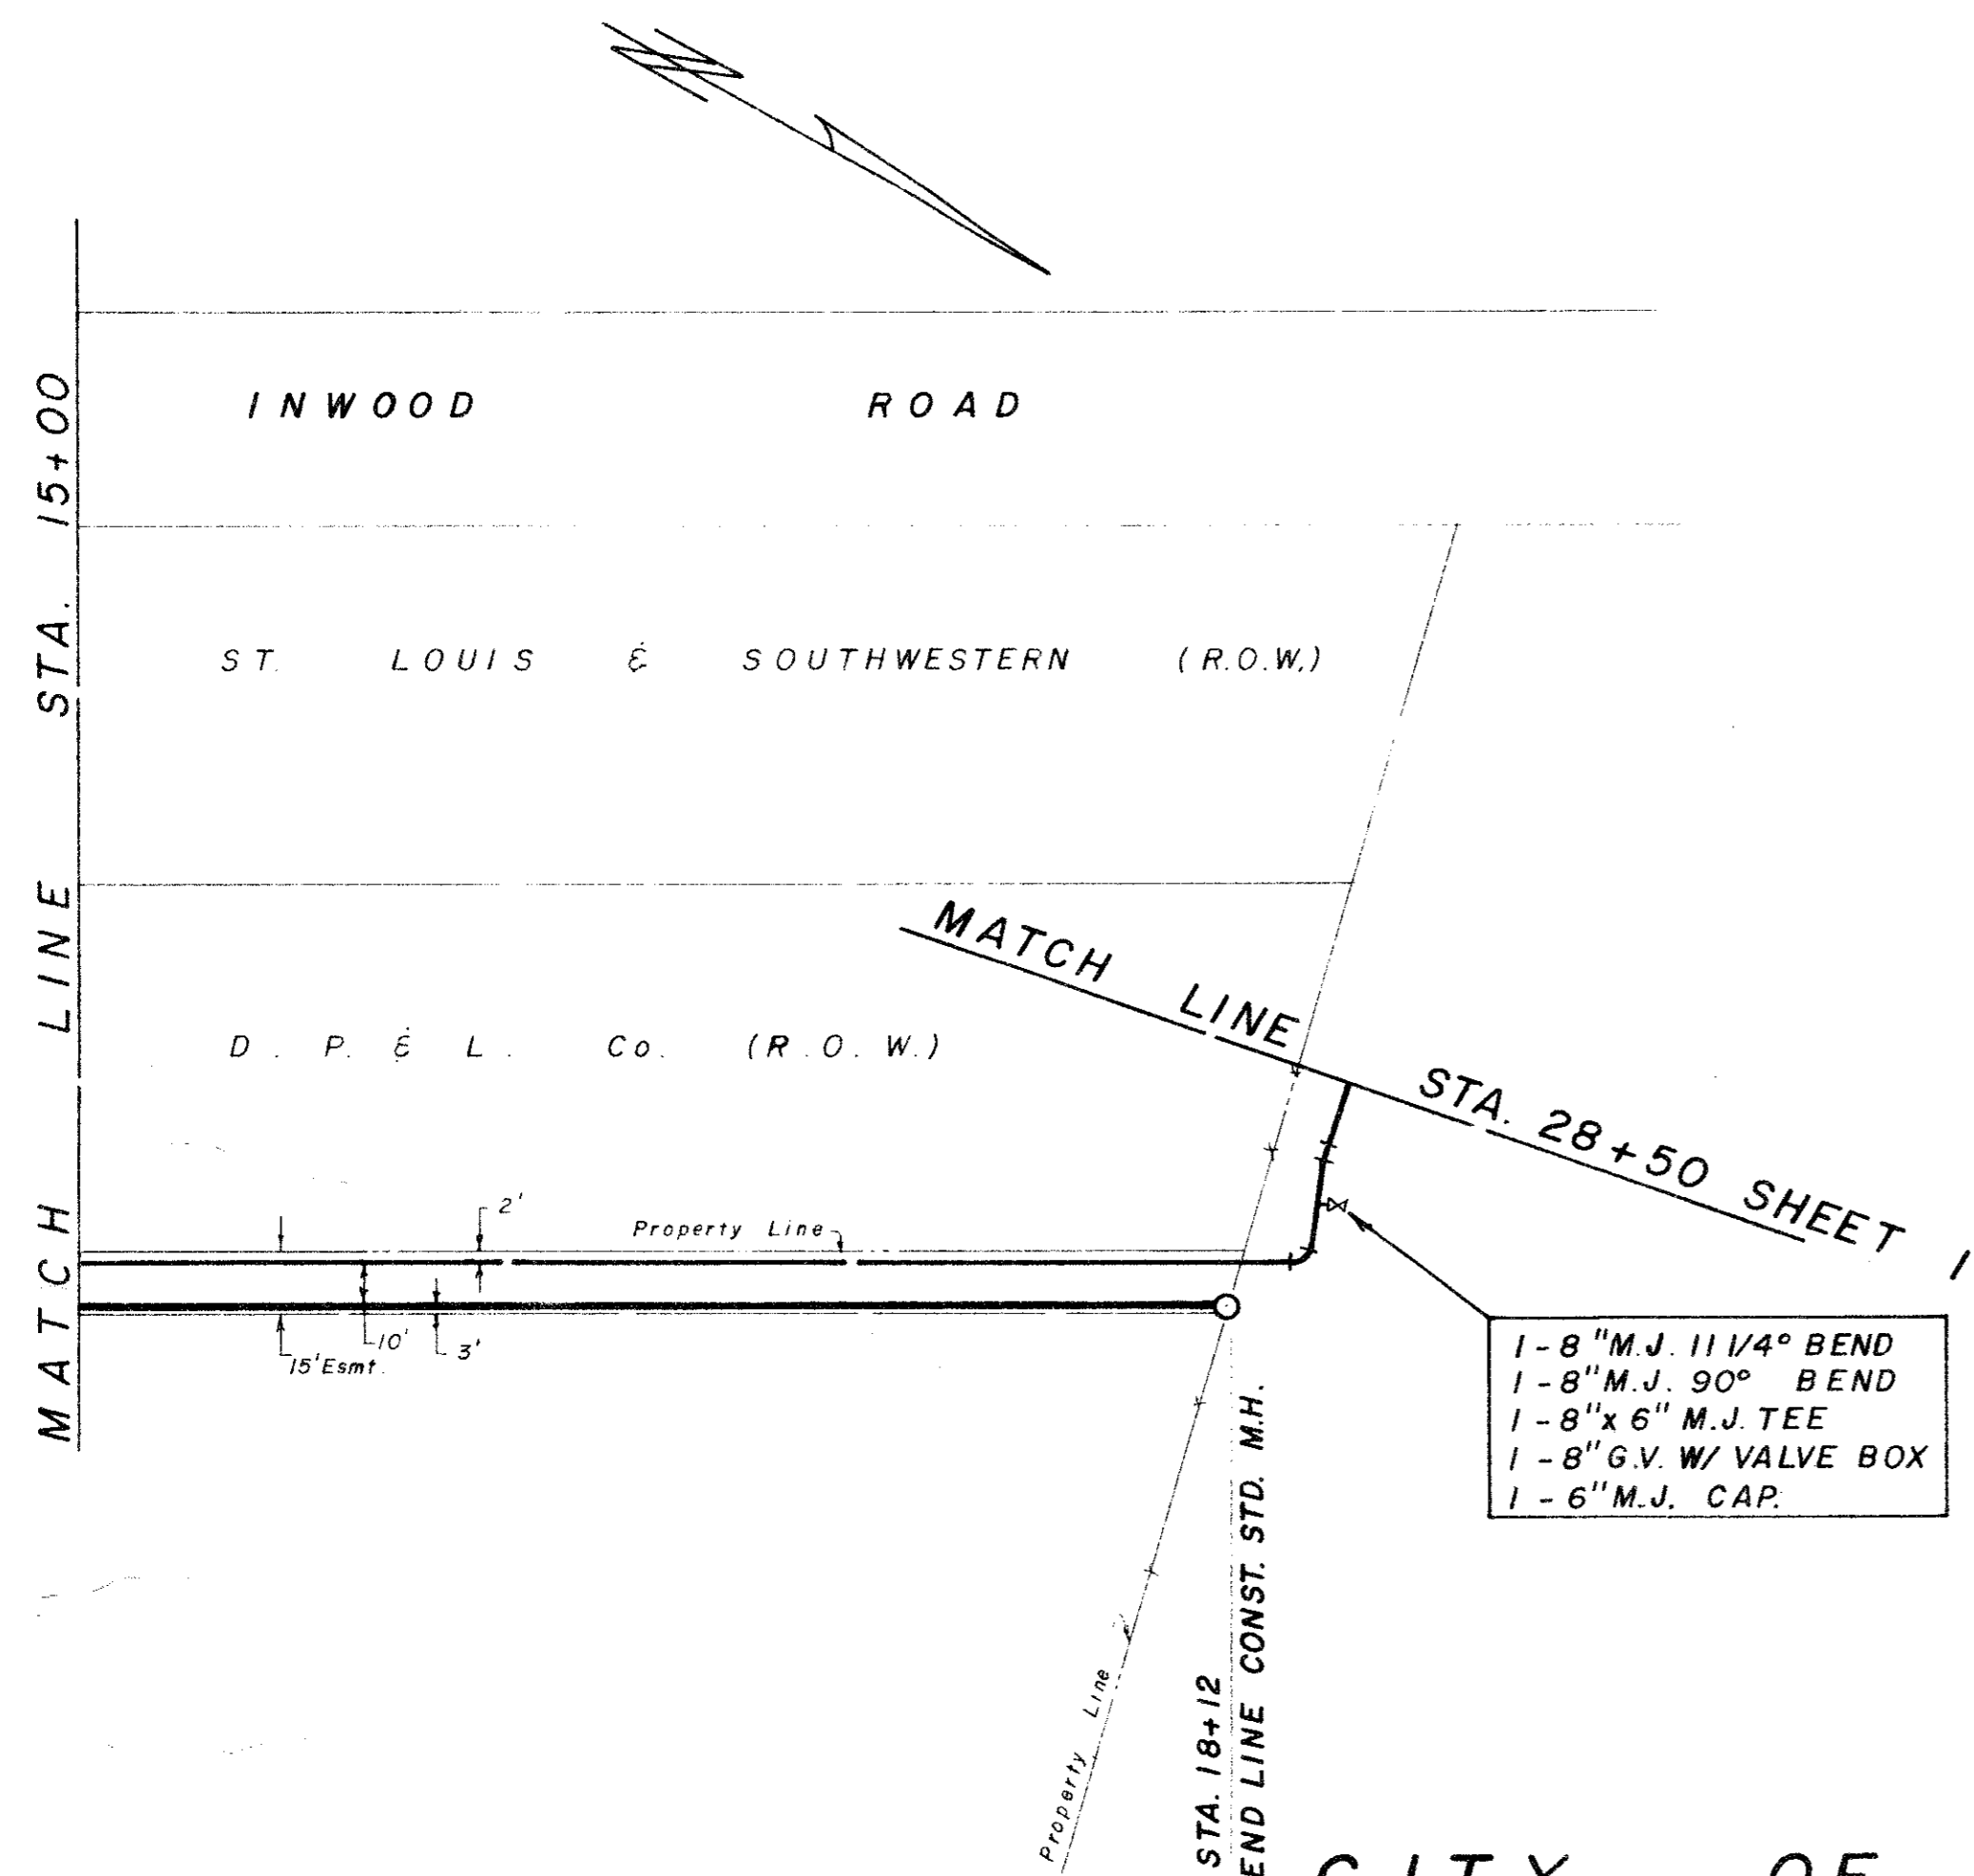 INWOOD ROAD
MATCH LINE STA. 15+00
ST. LOUIS & SOUTHWESTERN (R.O.W.)
D. P. & L. Co. (R.O.W.)
MATCH LINE STA. 28+50 SHEET 1
2'
Property Line
10'
3'
15' Esmt.
1-8" M.J. 11 1/4° BEND
1-8" M.J. 90° BEND
1-8"x 6" M.J. TEE
1-8" G.V. W/ VALVE BOX
1-6" M.J. CAP.
Property Line
STA. 18+12
END LINE CONST. STD. M.H.
CITY OF